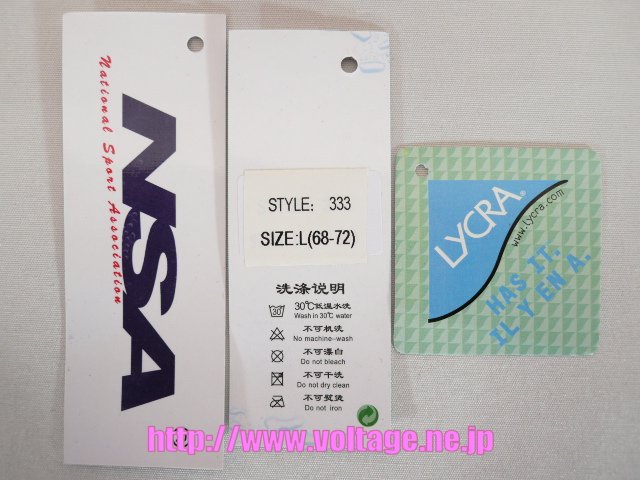 NSA
National Sport Association
STYLE: 333
SIZE:L(68-72)
洗涤说明
30
30℃低温水洗
Wash in 30℃ water
不可机洗
No machine-wash
不可漂白
Do not bleach
不可干洗
Do not dry clean
不可熨烫
Do not iron
LYCRA®
www.lycra.com
HAS IT.
IL Y EN A.
http://www.voltage.ne.jp